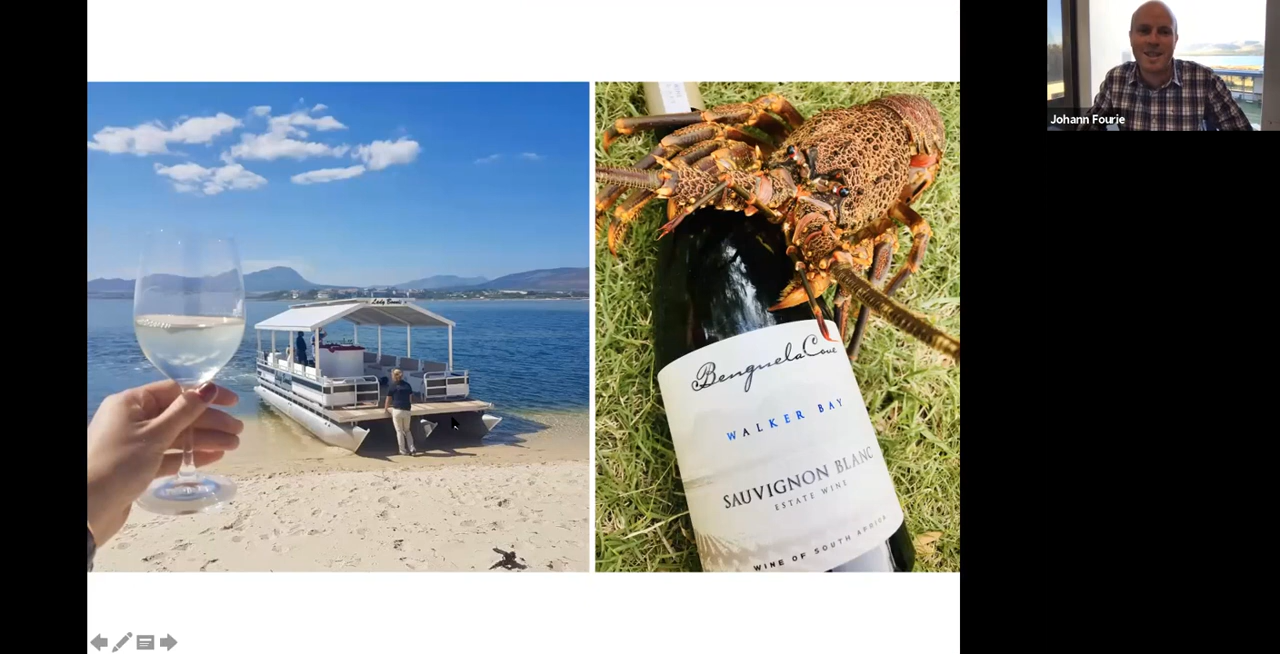 Johann Fourie
Benguela Cove
WALKER BAY
SAUVIGNON BLANC
ESTATE WINE
WINE OF SOUTH AFRICA